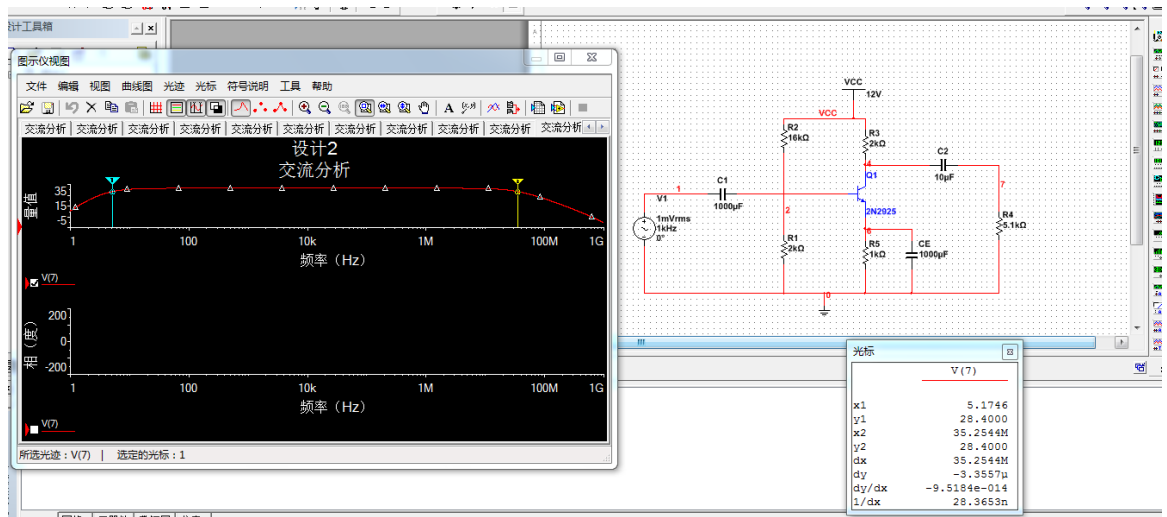 设计工具箱
图示仪视图
文件 编辑 视图 曲线图 光迹 光标 符号说明 工具 帮助
交流分析 交流分析 交流分析 交流分析 交流分析 交流分析 交流分析 交流分析 交流分析 交流分析 交流分析
设计2
交流分析
量值
35
15
-5
1 100 10k 1M 100M 1G
频率（Hz）
V(7)
相（度）
200
0
-200
1 100 10k 1M 100M 1G
频率（Hz）
V(7)
所选光迹：V(7) | 选定的光标：1
VCC
12V
VCC
R2
16kΩ
R3
2kΩ
4
C2
10μF
Q1
2N2925
7
C1
1000μF
1
2
V1
1mVrms
1kHz
0°
R1
2kΩ
6
R5
1kΩ
CE
1000μF
R4
5.1kΩ
0
光标
V(7)
x1 5.1746
y1 28.4000
x2 35.2544M
y2 28.4000
dx 35.2544M
dy -3.3557μ
dy/dx -9.5184e-014
1/dx 28.3653n